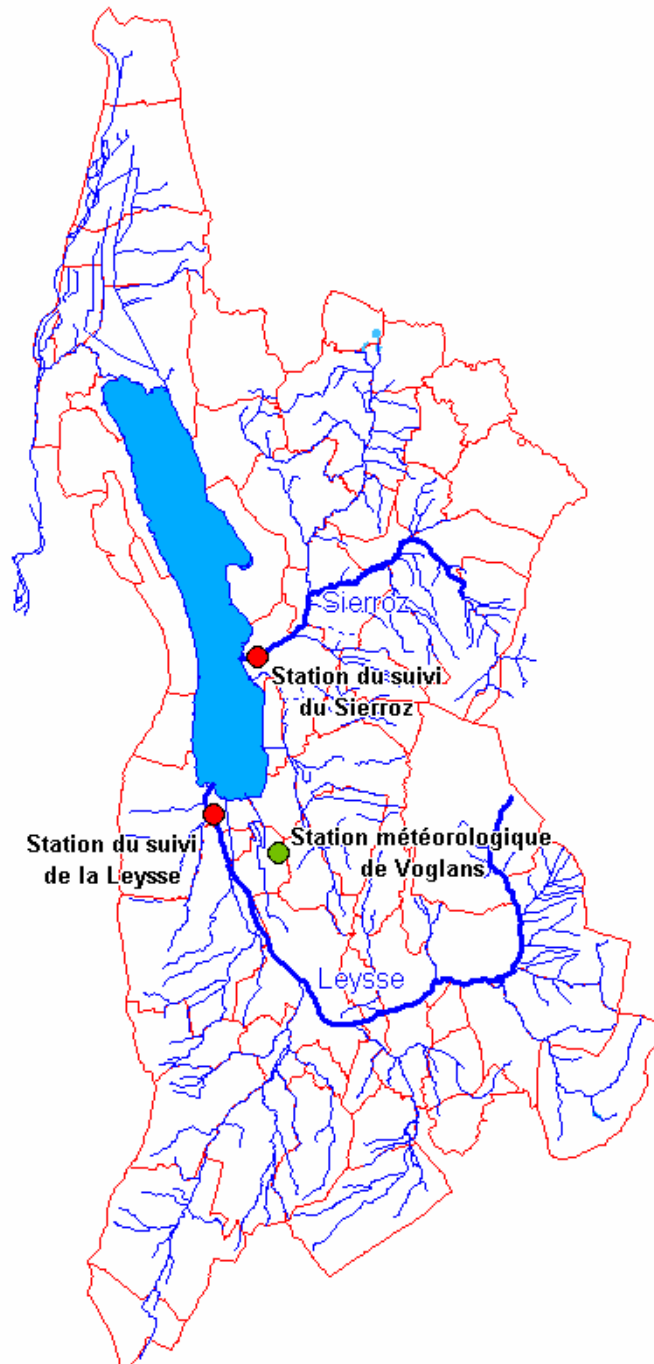 Sierroz
Station du suivi
du Sierroz
Station du suivi
de la Leysse
Station météorologique
de Voglans
Leysse